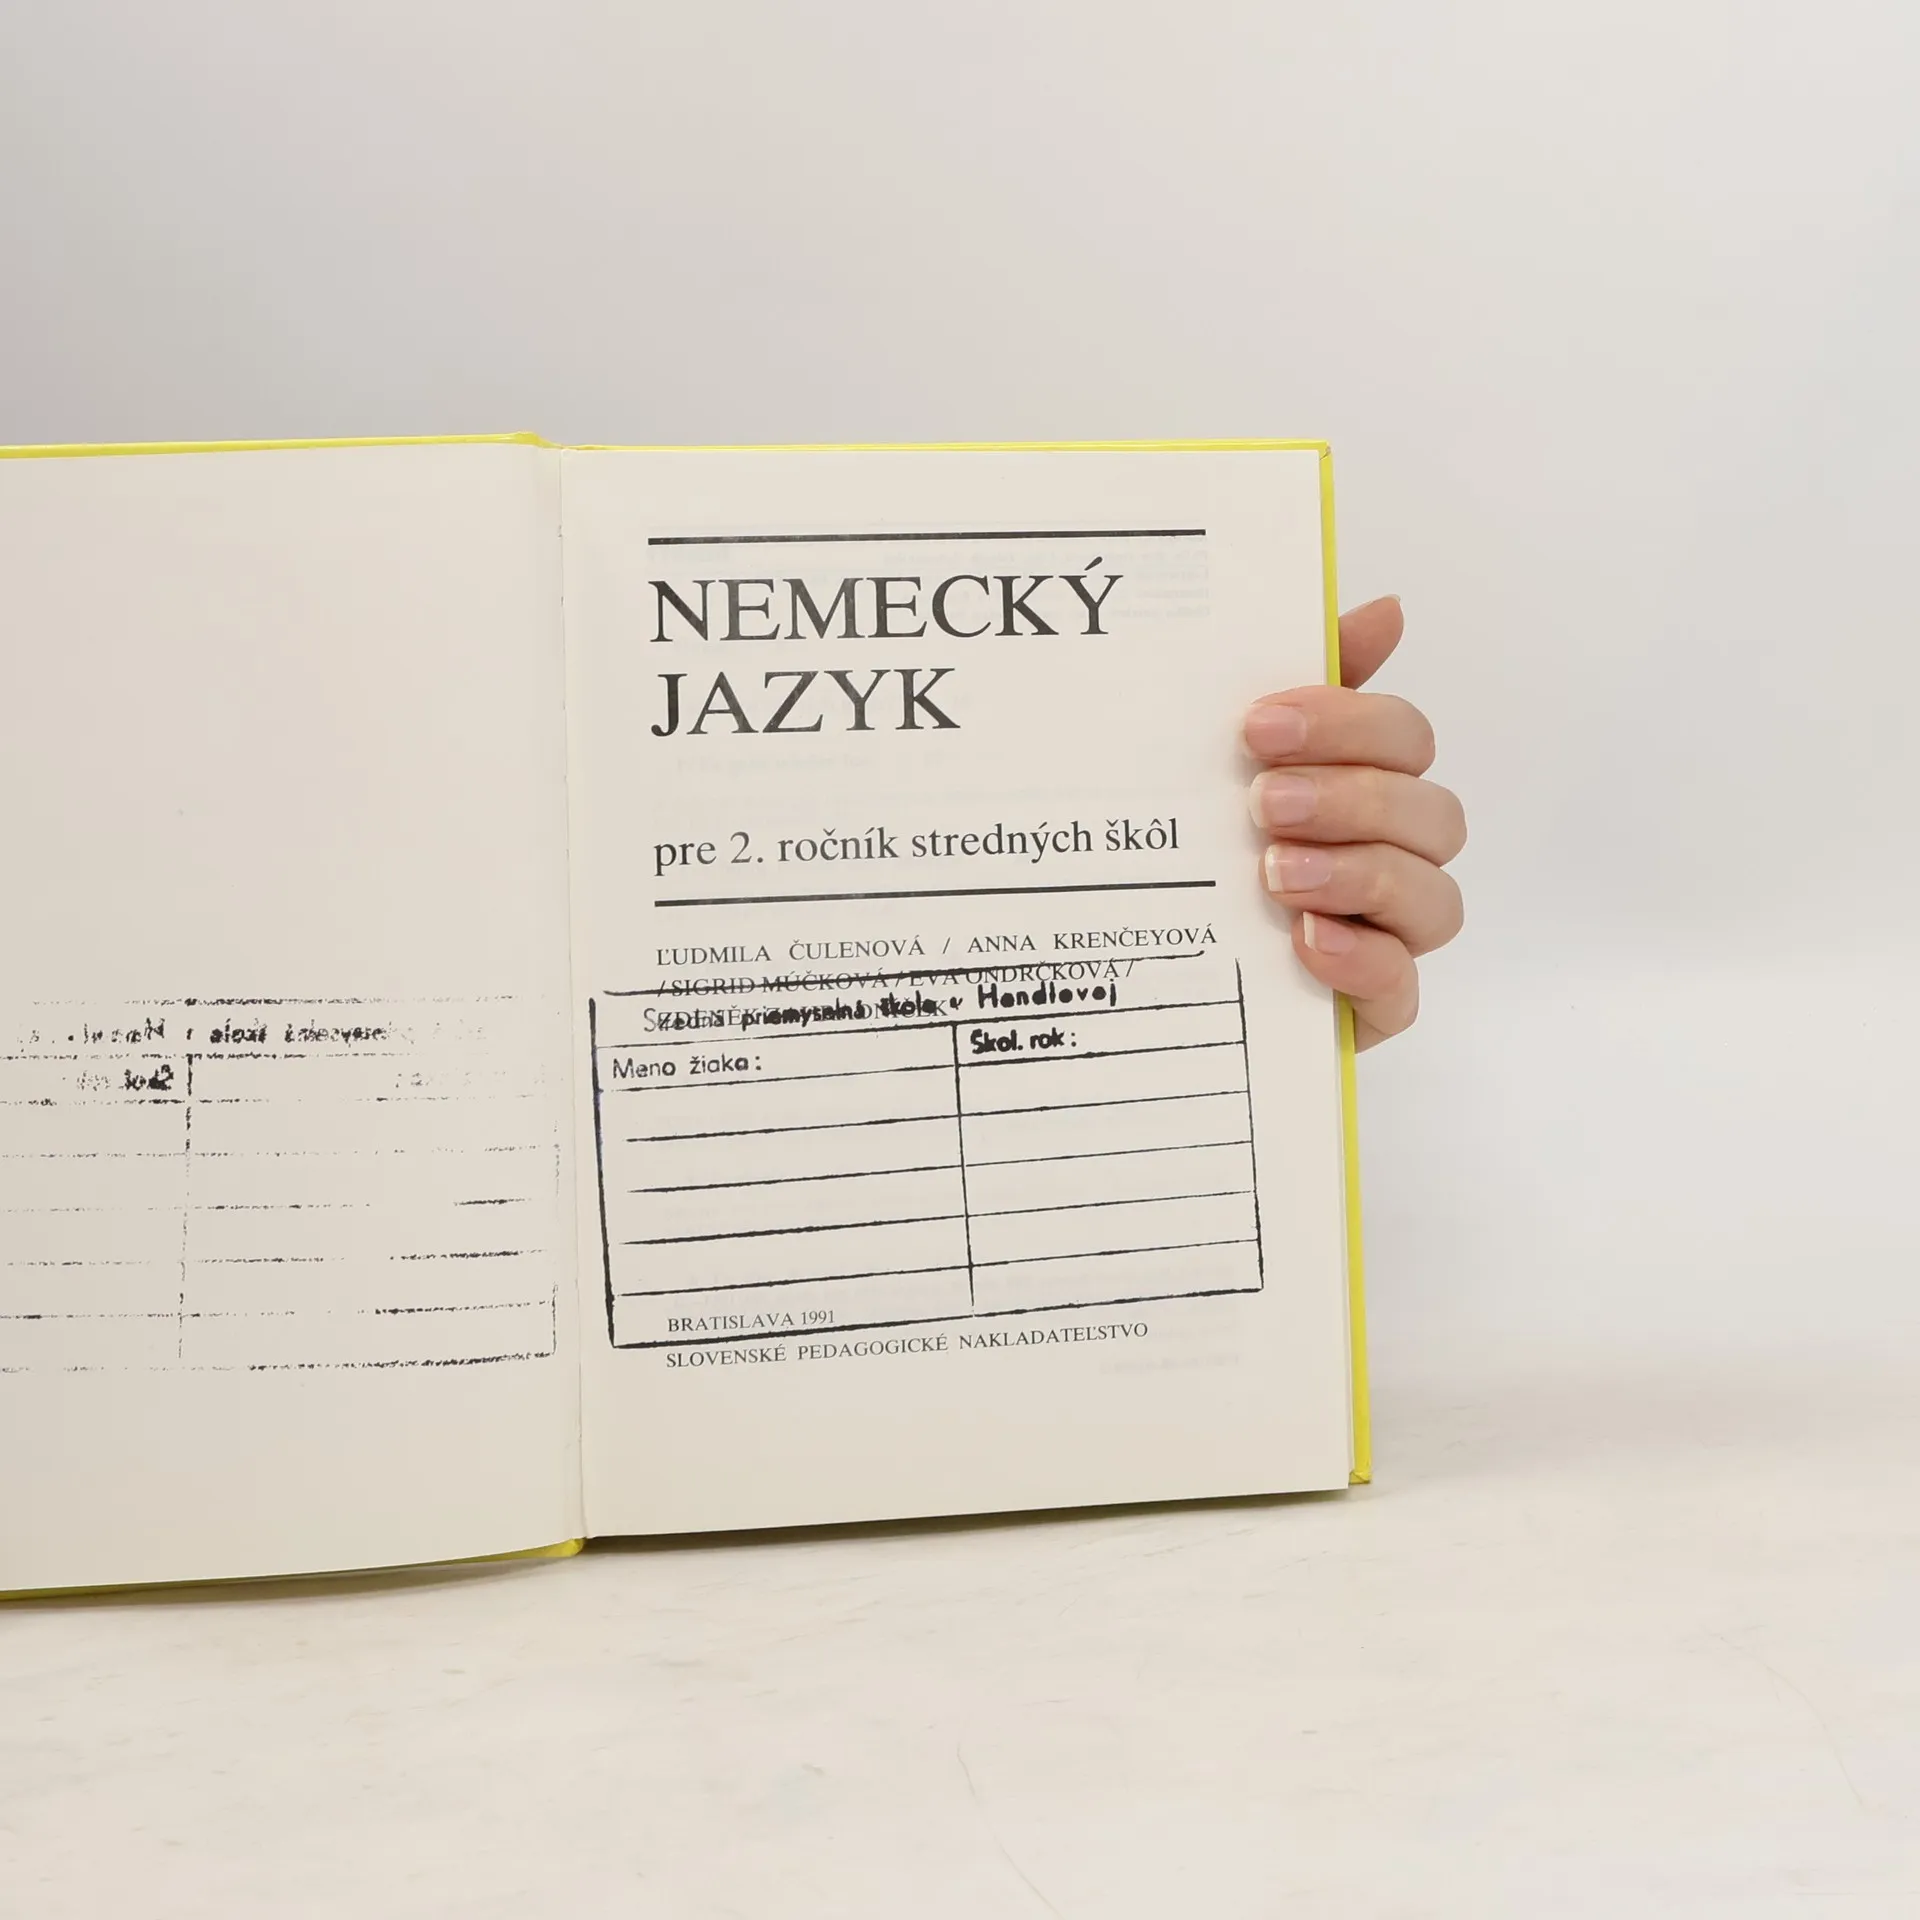 NEMECKÝ
JAZYK
pre 2. ročník stredných škôl
ĽUDMILA ČULENOVÁ / ANNA KRENČEYOVÁ
/ SIGRID MÚČKOVÁ / EVA ONDRČKOVÁ /
ZDENĚK
Stredná priemyselná škola v Handlovej
Meno žiaka:
Škol. rok:
BRATISLAVA 1991
SLOVENSKÉ PEDAGOGICKÉ NAKLADATEĽSTVO